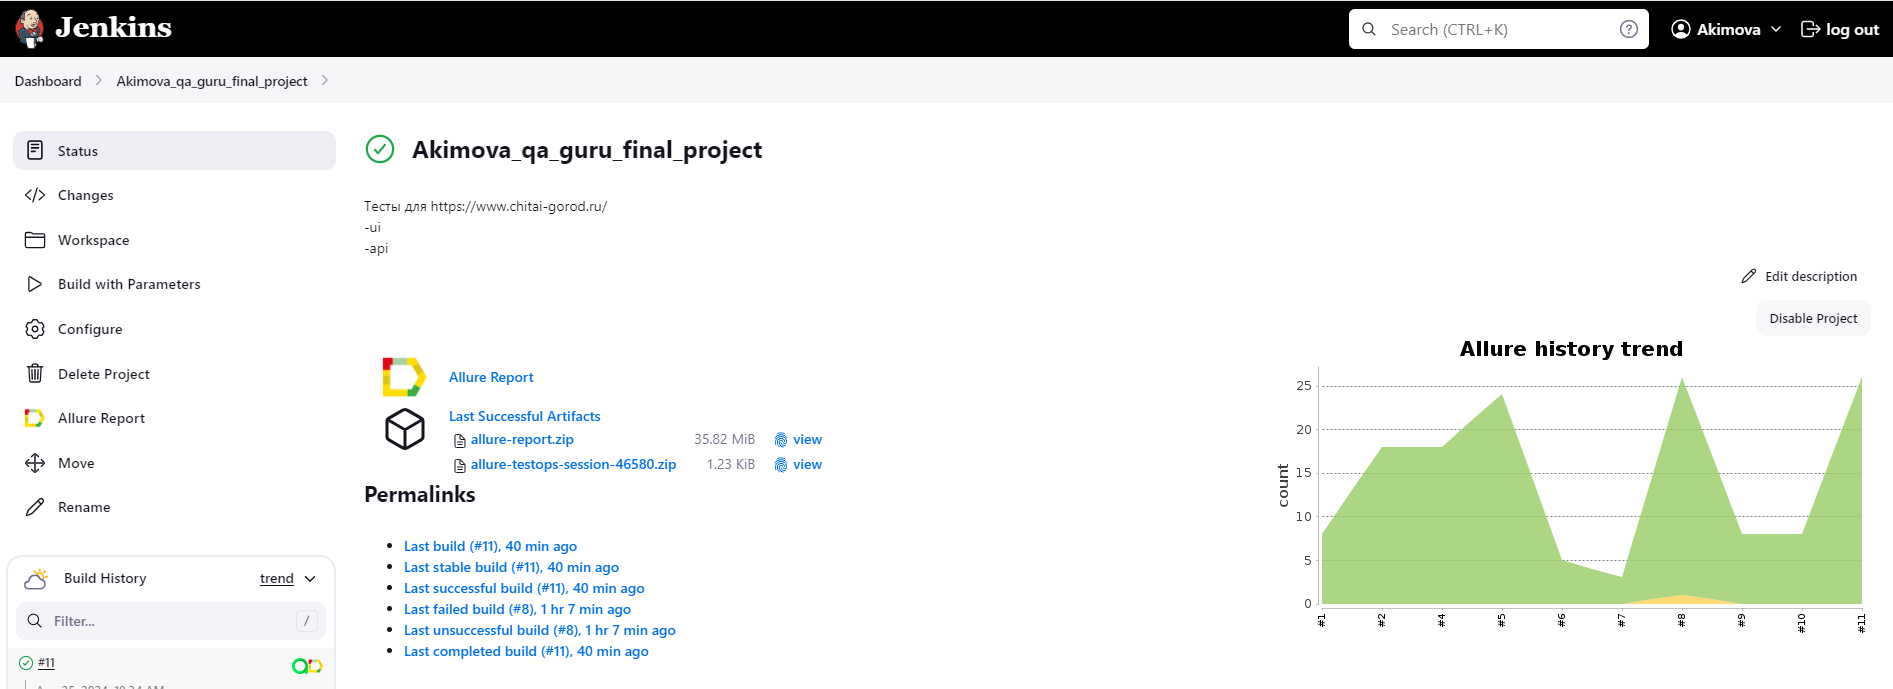 Jenkins
Search (CTRL+K)
?
Akimova
log out
Dashboard
Akimova_qa_guru_final_project
Status
Changes
Workspace
Build with Parameters
Configure
Delete Project
Allure Report
Move
Rename
Build History
trend
Filter...
/
#11
Akimova_qa_guru_final_project
Тесты для https://www.chitai-gorod.ru/
-ui
-api
Edit description
Disable Project
Allure Report
Last Successful Artifacts
allure-report.zip 35.82 MiB view
allure-testops-session-46580.zip 1.23 KiB view
Permalinks
Last build (#11), 40 min ago
Last stable build (#11), 40 min ago
Last successful build (#11), 40 min ago
Last failed build (#8), 1 hr 7 min ago
Last unsuccessful build (#8), 1 hr 7 min ago
Last completed build (#11), 40 min ago
Allure history trend
count
25
20
15
10
5
0
#1 #2 #4 #5 #6 #7 #8 #9 #10 #11